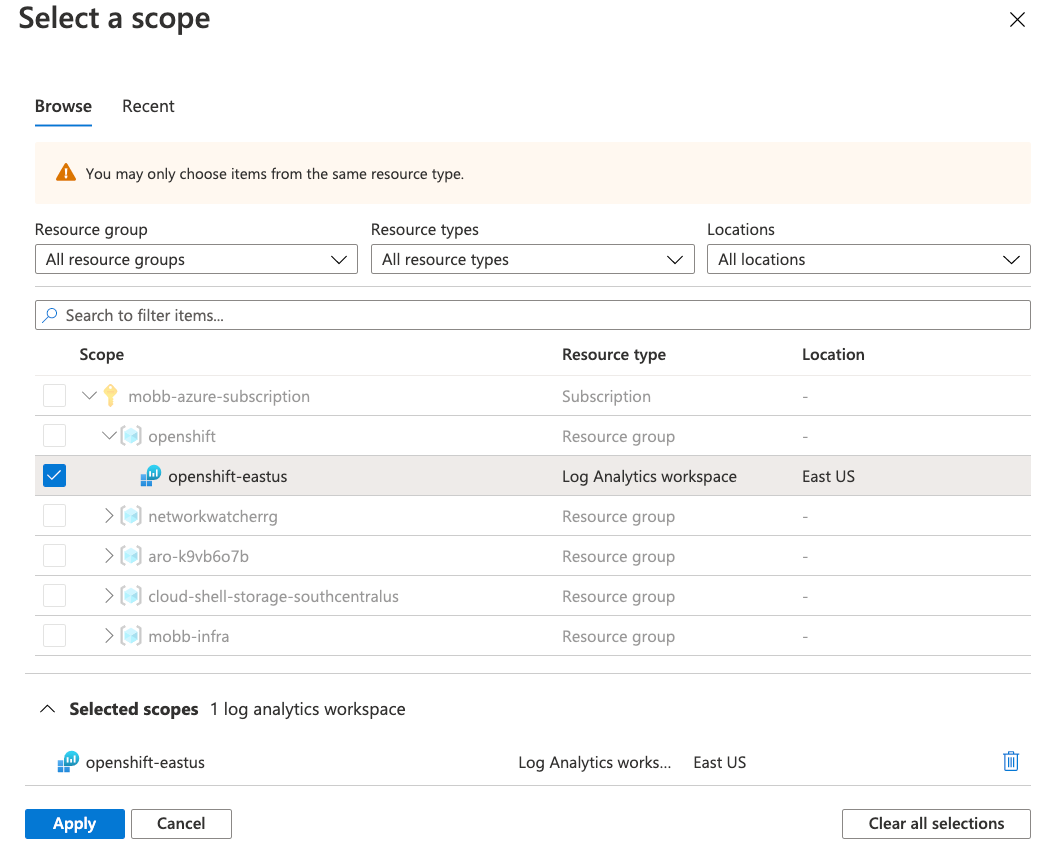 Select a scope
Browse Recent
You may only choose items from the same resource type.
Resource group Resource types Locations
All resource groups All resource types All locations
Search to filter items...
Scope Resource type Location
mobb-azure-subscription Subscription -
openshift Resource group -
openshift-eastus Log Analytics workspace East US
networkwatcherrg Resource group -
aro-k9vb6o7b Resource group -
cloud-shell-storage-southcentralus Resource group -
mobb-infra Resource group -
Selected scopes 1 log analytics workspace
openshift-eastus Log Analytics works... East US
Apply Cancel Clear all selections